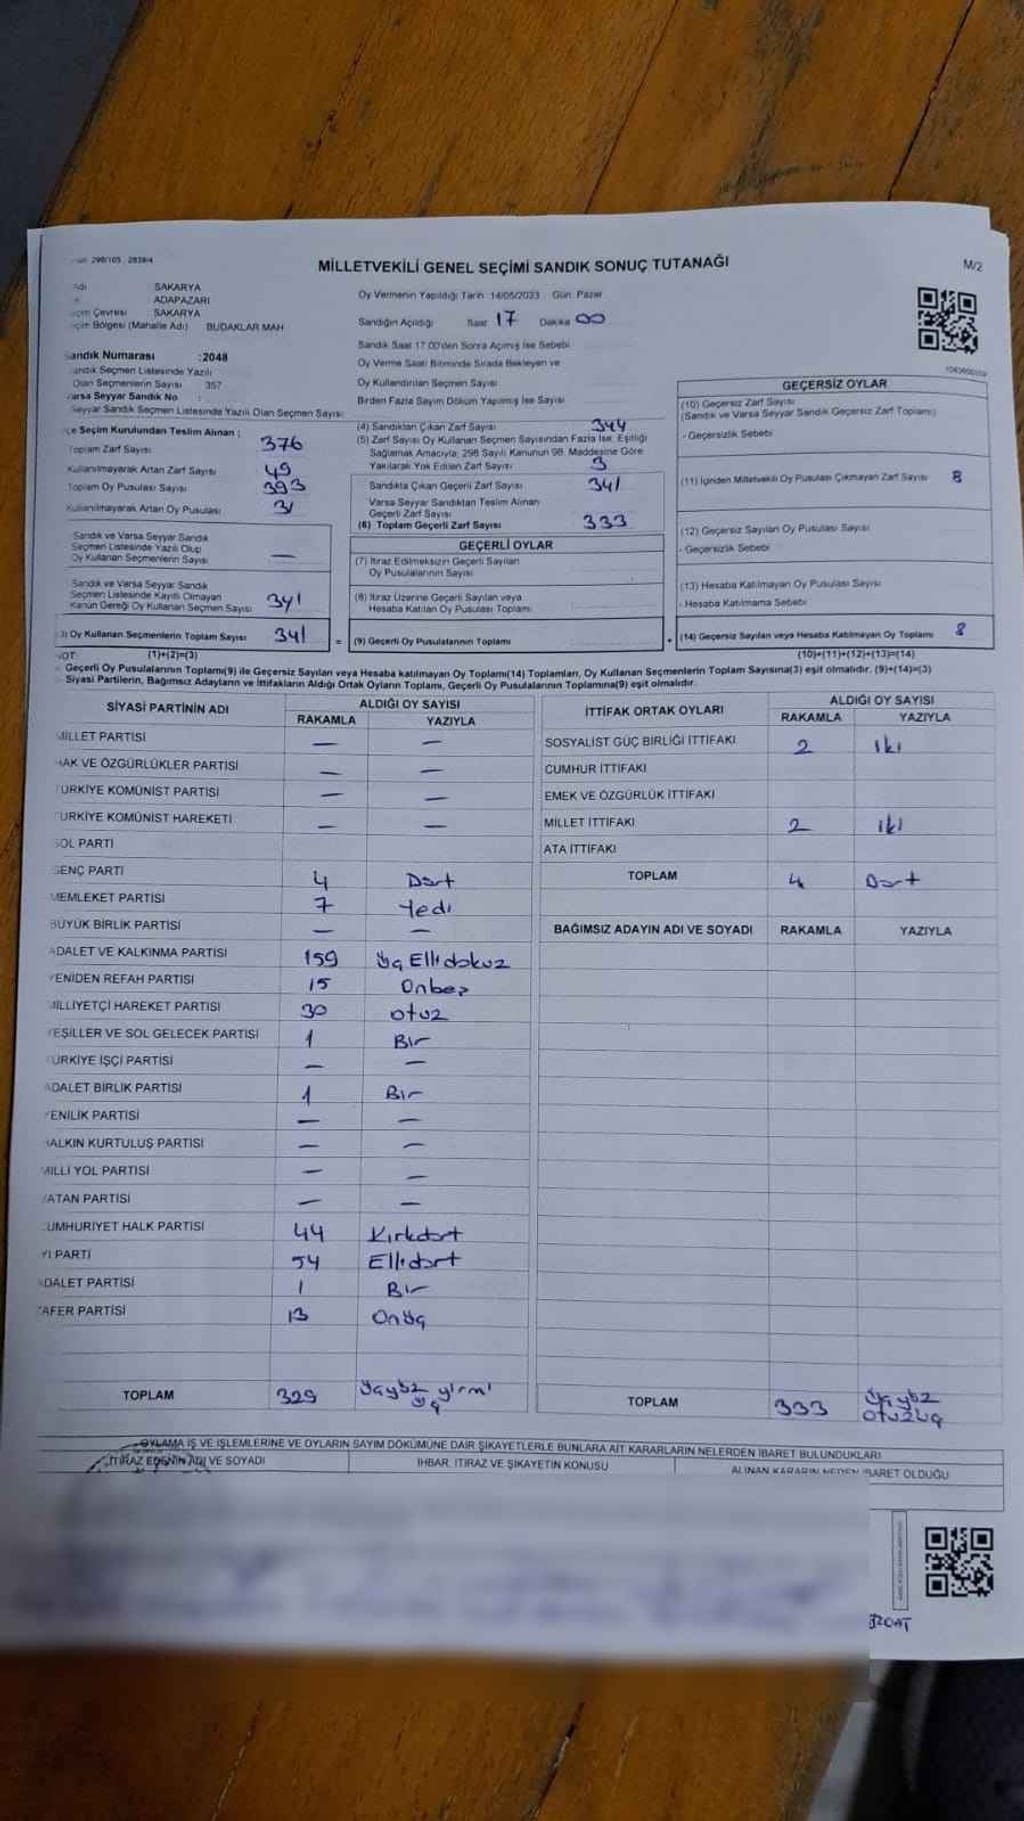 298/105 2839/4
MİLLETVEKİLİ GENEL SEÇİMİ SANDIK SONUÇ TUTANAĞI
M/2
Adı SAKARYA
ADAPAZARI
Çevresi SAKARYA
Bölgesi (Mahalle Adı) BUDAKLAR MAH
Sandık Numarası :2048
Sandık Seçmen Listesinde Yazılı
Olan Seçmenlerin Sayısı 357
Varsa Seyyar Sandık No :
Seyyar Sandık Seçmen Listesinde Yazılı Olan Seçmen Sayısı
çe Seçim Kurulundan Teslim Alınan :
Toplam Zarf Sayısı 376
Kullanılmayarak Artan Zarf Sayısı 49
Toplam Oy Pusulası Sayısı 393
Kullanılmayarak Artan Oy Pusulası 31
Sandık ve Varsa Seyyar Sandık
Seçmen Listesinde Yazılı Olup
Oy Kullanan Seçmenlerin Sayısı —
Sandık ve Varsa Seyyar Sandık
Seçmen Listesinde Kayıtlı Olmayan
Kanun Gereği Oy Kullanan Seçmen Sayısı 341
3) Oy Kullanan Seçmenlerin Toplam Sayısı 341
(1)+(2)=(3)
Oy Vermenin Yapıldığı Tarih 14/05/2023 Gün: Pazar
Sandığın Açıldığı Saat 17 Dakika 00
Sandık Saat 17.00'den Sonra Açılmış İse Sebebi
Oy Verme Saati Bitiminde Sırada Bekleyen ve
Oy Kullandırılan Seçmen Sayısı
Birden Fazla Sayım Döküm Yapılmış İse Sayısı
(4) Sandıktan Çıkan Zarf Sayısı 344
(5) Zarf Sayısı Oy Kullanan Seçmen Sayısından Fazla İse, Eşitliği
Sağlamak Amacıyla; 298 Sayılı Kanunun 98. Maddesine Göre
Yakılarak Yok Edilen Zarf Sayısı 3
Sandıkta Çıkan Geçerli Zarf Sayısı 341
Varsa Seyyar Sandıktan Teslim Alınan
Geçerli Zarf Sayısı
(6) Toplam Geçerli Zarf Sayısı 333
GEÇERLİ OYLAR
(7) İtiraz Edilmeksizin Geçerli Sayılan
Oy Pusulalarının Sayısı
(8) İtiraz Üzerine Geçerli Sayılan veya
Hesaba Katılan Oy Pusulası Toplamı
= (9) Geçerli Oy Pusulalarının Toplamı +
GEÇERSİZ OYLAR
(10) Geçersiz Zarf Sayısı
(Sandık ve Varsa Seyyar Sandık Geçersiz Zarf Toplamı)
- Geçersizlik Sebebi
(11) İçinden Milletvekili Oy Pusulası Çıkmayan Zarf Sayısı 8
(12) Geçersiz Sayılan Oy Pusulası Sayısı
- Geçersizlik Sebebi
(13) Hesaba Katılmayan Oy Pusulası Sayısı
- Hesaba Katılmama Sebebi
(14) Geçersiz Sayılan veya Hesaba Katılmayan Oy Toplamı 8
(10)+(11)+(12)+(13)=(14)
NOT:
- Geçerli Oy Pusulalarının Toplamı(9) ile Geçersiz Sayılan veya Hesaba katılmayan Oy Toplamı(14) Toplamları, Oy Kullanan Seçmenlerin Toplam Sayısına(3) eşit olmalıdır. (9)+(14)=(3)
- Siyasi Partilerin, Bağımsız Adayların ve İttifakların Aldığı Ortak Oyların Toplamı, Geçerli Oy Pusulalarının Toplamına(9) eşit olmalıdır.
SİYASİ PARTİNİN ADI ALDIĞI OY SAYISI
RAKAMLA YAZIYLA
MİLLET PARTİSİ — —
HAK VE ÖZGÜRLÜKLER PARTİSİ — —
TÜRKİYE KOMÜNİST PARTİSİ — —
TÜRKİYE KOMÜNİST HAREKETİ — —
SOL PARTİ
GENÇ PARTİ 4 Dört
MEMLEKET PARTİSİ 7 Yedi
BÜYÜK BİRLİK PARTİSİ — —
ADALET VE KALKINMA PARTİSİ 159 Yüz Ellidokuz
YENİDEN REFAH PARTİSİ 15 Onbeş
MİLLİYETÇİ HAREKET PARTİSİ 30 otuz
YEŞİLLER VE SOL GELECEK PARTİSİ 1 Bir
TÜRKİYE İŞÇİ PARTİSİ — —
ADALET BİRLİK PARTİSİ 1 Bir
YENİLİK PARTİSİ — —
HALKIN KURTULUŞ PARTİSİ — —
MİLLİ YOL PARTİSİ — —
VATAN PARTİSİ — —
CUMHURİYET HALK PARTİSİ 44 Kırkdört
İYİ PARTİ 54 Ellidört
ADALET PARTİSİ 1 Bir
ZAFER PARTİSİ 13 Onüç
TOPLAM 329 Üçyüz yirmi
İTTİFAK ORTAK OYLARI ALDIĞI OY SAYISI
RAKAMLA YAZIYLA
SOSYALİST GÜÇ BİRLİĞİ İTTİFAKI 2 iki
CUMHUR İTTİFAKI
EMEK VE ÖZGÜRLÜK İTTİFAKI
MİLLET İTTİFAKI 2 iki
ATA İTTİFAKI
TOPLAM 4 Dört
BAĞIMSIZ ADAYIN ADI VE SOYADI RAKAMLA YAZIYLA
TOPLAM 333 Üçyüz
otuzüç
OYLAMA İŞ VE İŞLEMLERİNE VE OYLARIN SAYIM DÖKÜMÜNE DAİR ŞİKAYETLERLE BUNLARA AİT KARARLARIN NELERDEN İBARET BULUNDUKLARI
İTİRAZ EDENİN ADI VE SOYADI İHBAR, İTİRAZ VE ŞİKAYETİN KONUSU ALINAN KARARIN NEDEN İBARET OLDUĞU